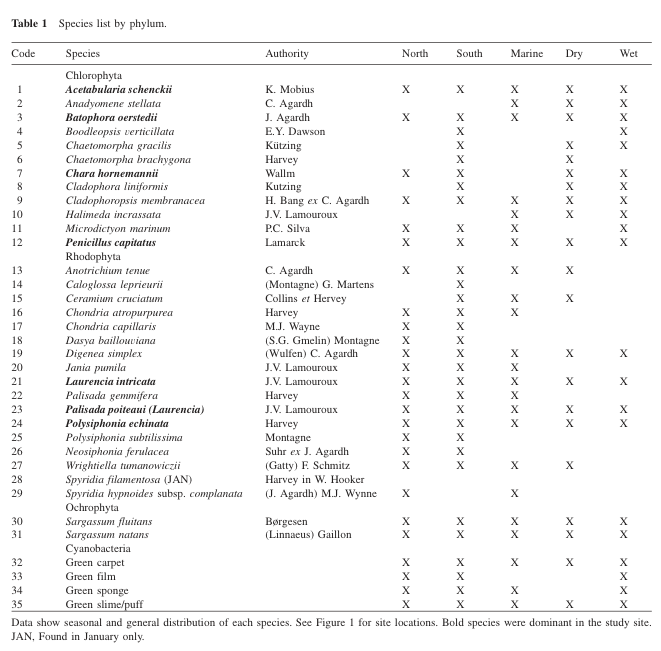 Table 1 Species list by phylum.
Code Species Authority North South Marine Dry Wet
Chlorophyta
1 Acetabularia schenckii K. Mobius X X X X X
2 Anadyomene stellata C. Agardh X X X
3 Batophora oerstedii J. Agardh X X X X X
4 Boodleopsis verticillata E.Y. Dawson X X
5 Chaetomorpha gracilis Kützing X X X
6 Chaetomorpha brachygona Harvey X X
7 Chara hornemannii Wallm X X X X
8 Cladophora liniformis Kutzing X X X
9 Cladophoropsis membranacea H. Bang ex C. Agardh X X X X X
10 Halimeda incrassata J.V. Lamouroux X X X
11 Microdictyon marinum P.C. Silva X X X X
12 Penicillus capitatus Lamarck X X X X X
Rhodophyta
13 Anotrichium tenue C. Agardh X X X X
14 Caloglossa leprieurii (Montagne) G. Martens X
15 Ceramium cruciatum Collins et Hervey X X X
16 Chondria atropurpurea Harvey X X X
17 Chondria capillaris M.J. Wayne X X
18 Dasya baillouviana (S.G. Gmelin) Montagne X X
19 Digenea simplex (Wulfen) C. Agardh X X X X X
20 Jania pumila J.V. Lamouroux X X X
21 Laurencia intricata J.V. Lamouroux X X X X X
22 Palisada gemmifera Harvey X X X
23 Palisada poiteaui (Laurencia) J.V. Lamouroux X X X X X
24 Polysiphonia echinata Harvey X X X X X
25 Polysiphonia subtilissima Montagne X X
26 Neosiphonia ferulacea Suhr ex J. Agardh X X
27 Wrightiella tumanowiczii (Gatty) F. Schmitz X X X X
28 Spyridia filamentosa (JAN) Harvey in W. Hooker
29 Spyridia hypnoides subsp. complanata (J. Agardh) M.J. Wynne X X
Ochrophyta
30 Sargassum fluitans Børgesen X X X X X
31 Sargassum natans (Linnaeus) Gaillon X X X X X
Cyanobacteria
32 Green carpet X X X X X
33 Green film X X X
34 Green sponge X X X X
35 Green slime/puff X X X X X
Data show seasonal and general distribution of each species. See Figure 1 for site locations. Bold species were dominant in the study site.
JAN, Found in January only.